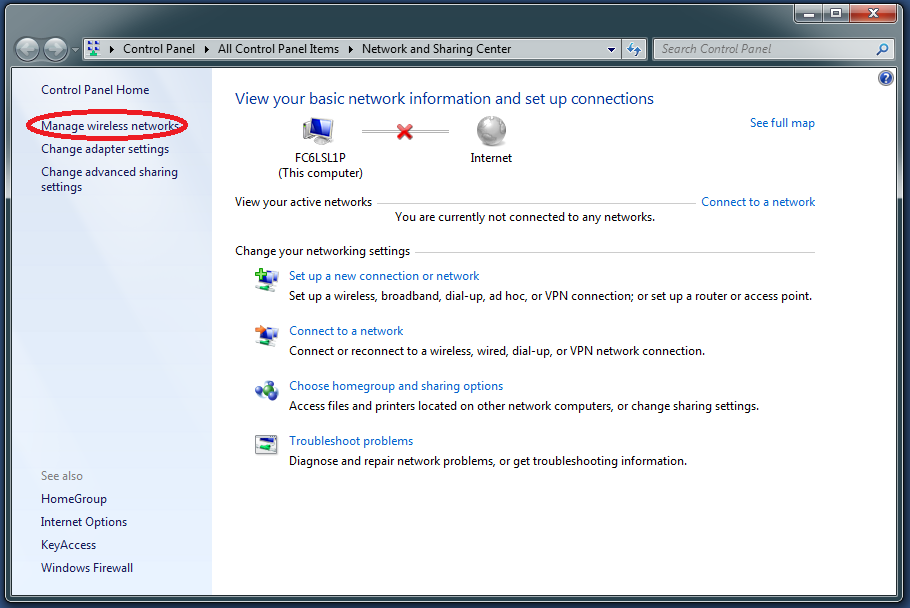 Control Panel All Control Panel Items Network and Sharing Center
Search Control Panel
Control Panel Home
Manage wireless networks
Change adapter settings
Change advanced sharing
settings
See also
HomeGroup
Internet Options
KeyAccess
Windows Firewall
View your basic network information and set up connections
See full map
FC6LSL1P
(This computer)
Internet
View your active networks
Connect to a network
You are currently not connected to any networks.
Change your networking settings
Set up a new connection or network
Set up a wireless, broadband, dial-up, ad hoc, or VPN connection; or set up a router or access point.
Connect to a network
Connect or reconnect to a wireless, wired, dial-up, or VPN network connection.
Choose homegroup and sharing options
Access files and printers located on other network computers, or change sharing settings.
Troubleshoot problems
Diagnose and repair network problems, or get troubleshooting information.